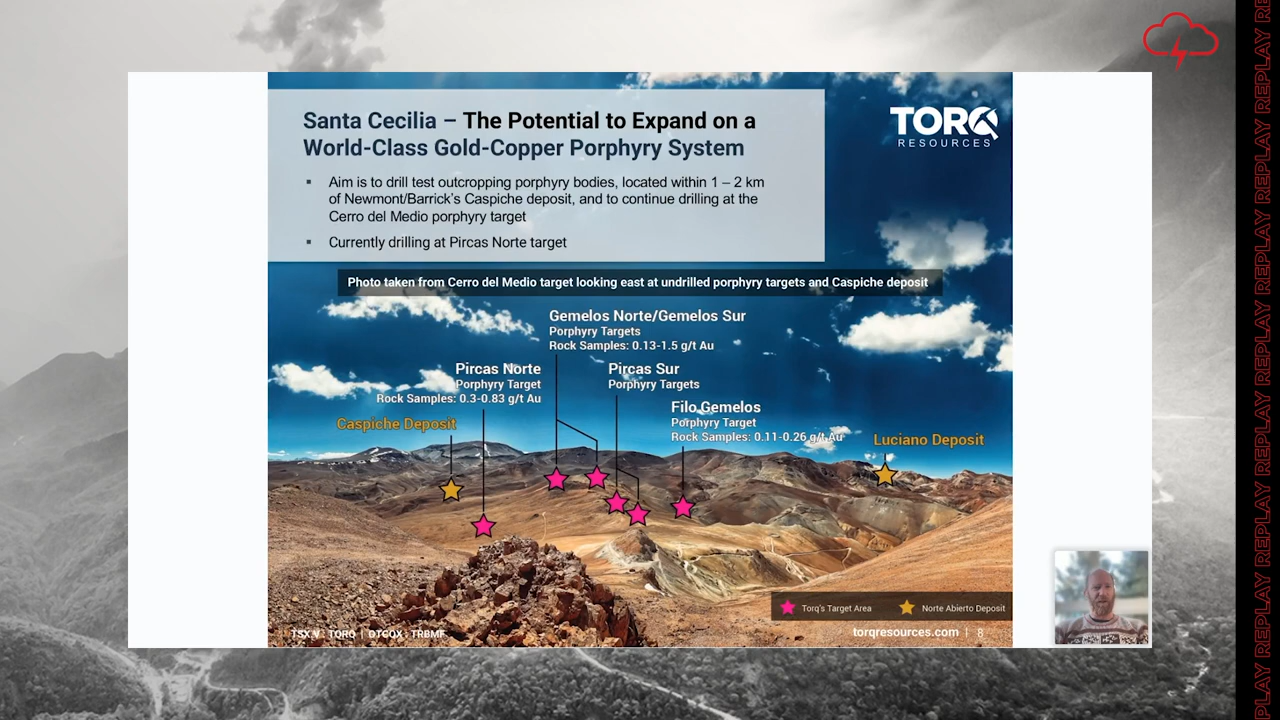 Santa Cecilia – The Potential to Expand on a
World-Class Gold-Copper Porphyry System
TORQ
RESOURCES
▪ Aim is to drill test outcropping porphyry bodies, located within 1 – 2 km
of Newmont/Barrick's Caspiche deposit, and to continue drilling at the
Cerro del Medio porphyry target
▪ Currently drilling at Pircas Norte target
Photo taken from Cerro del Medio target looking east at undrilled porphyry targets and Caspiche deposit
Gemelos Norte/Gemelos Sur
Porphyry Targets
Rock Samples: 0.13-1.5 g/t Au
Pircas Norte
Porphyry Target
Rock Samples: 0.3-0.83 g/t Au
Pircas Sur
Porphyry Targets
Filo Gemelos
Porphyry Target
Rock Samples: 0.11-0.26 g/t Au
Caspiche Deposit
Luciano Deposit
Torq's Target Area
Norte Abierto Deposit
TSX.V : TORQ | OTCQX : TRBMF
torqresources.com | 8
REPLAY REPLAY REPLAY REPLAY REPLAY REPLAY REPLAY REPLAY